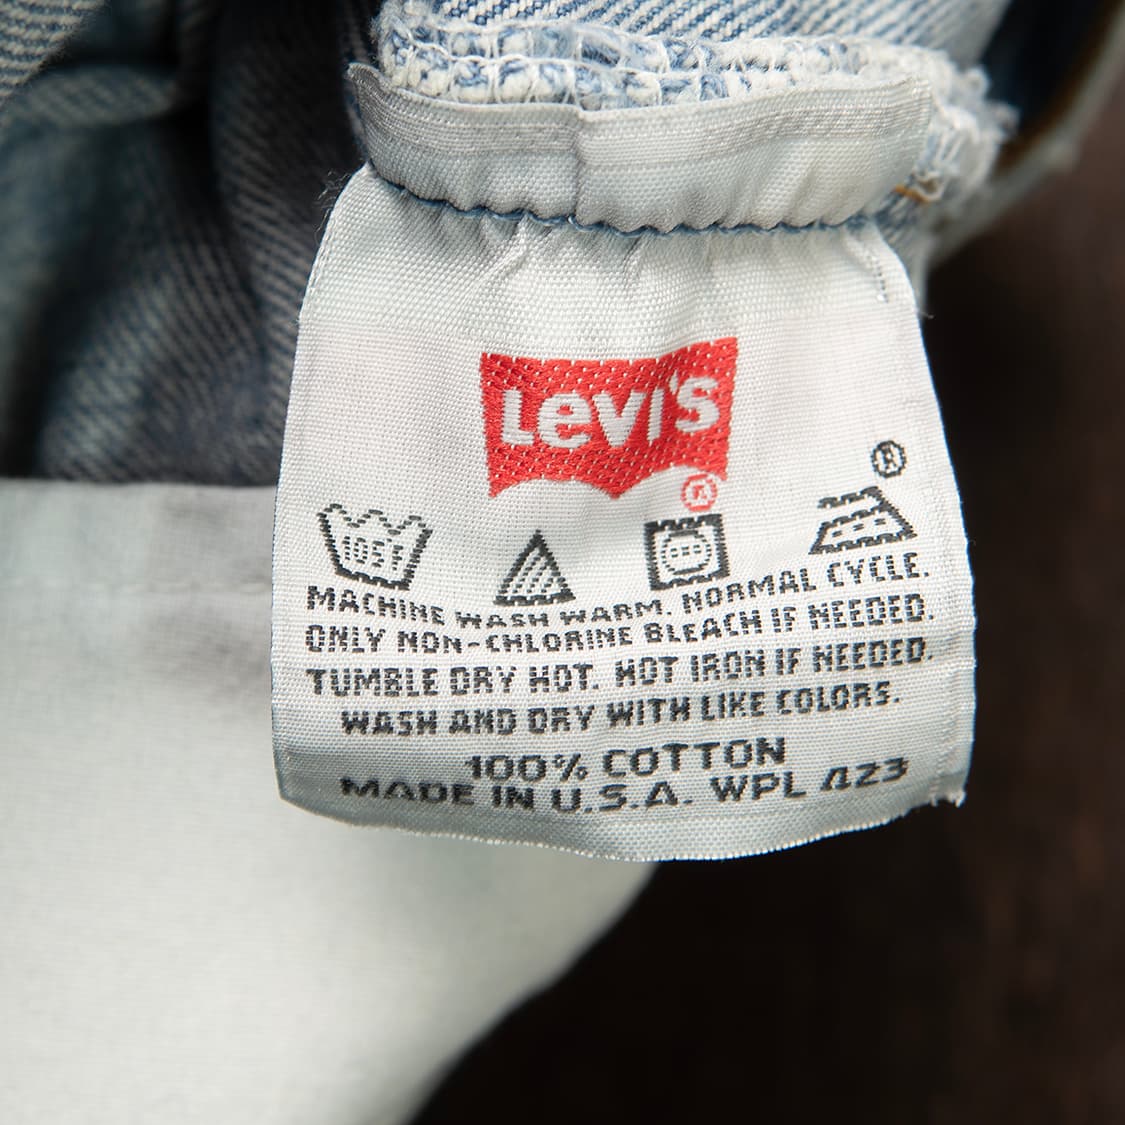 Levi's
®
®
105F
MACHINE WASH WARM. NORMAL CYCLE.
ONLY NON-CHLORINE BLEACH IF NEEDED.
TUMBLE DRY HOT. HOT IRON IF NEEDED.
WASH AND DRY WITH LIKE COLORS.
100% COTTON
MADE IN U.S.A. WPL 423